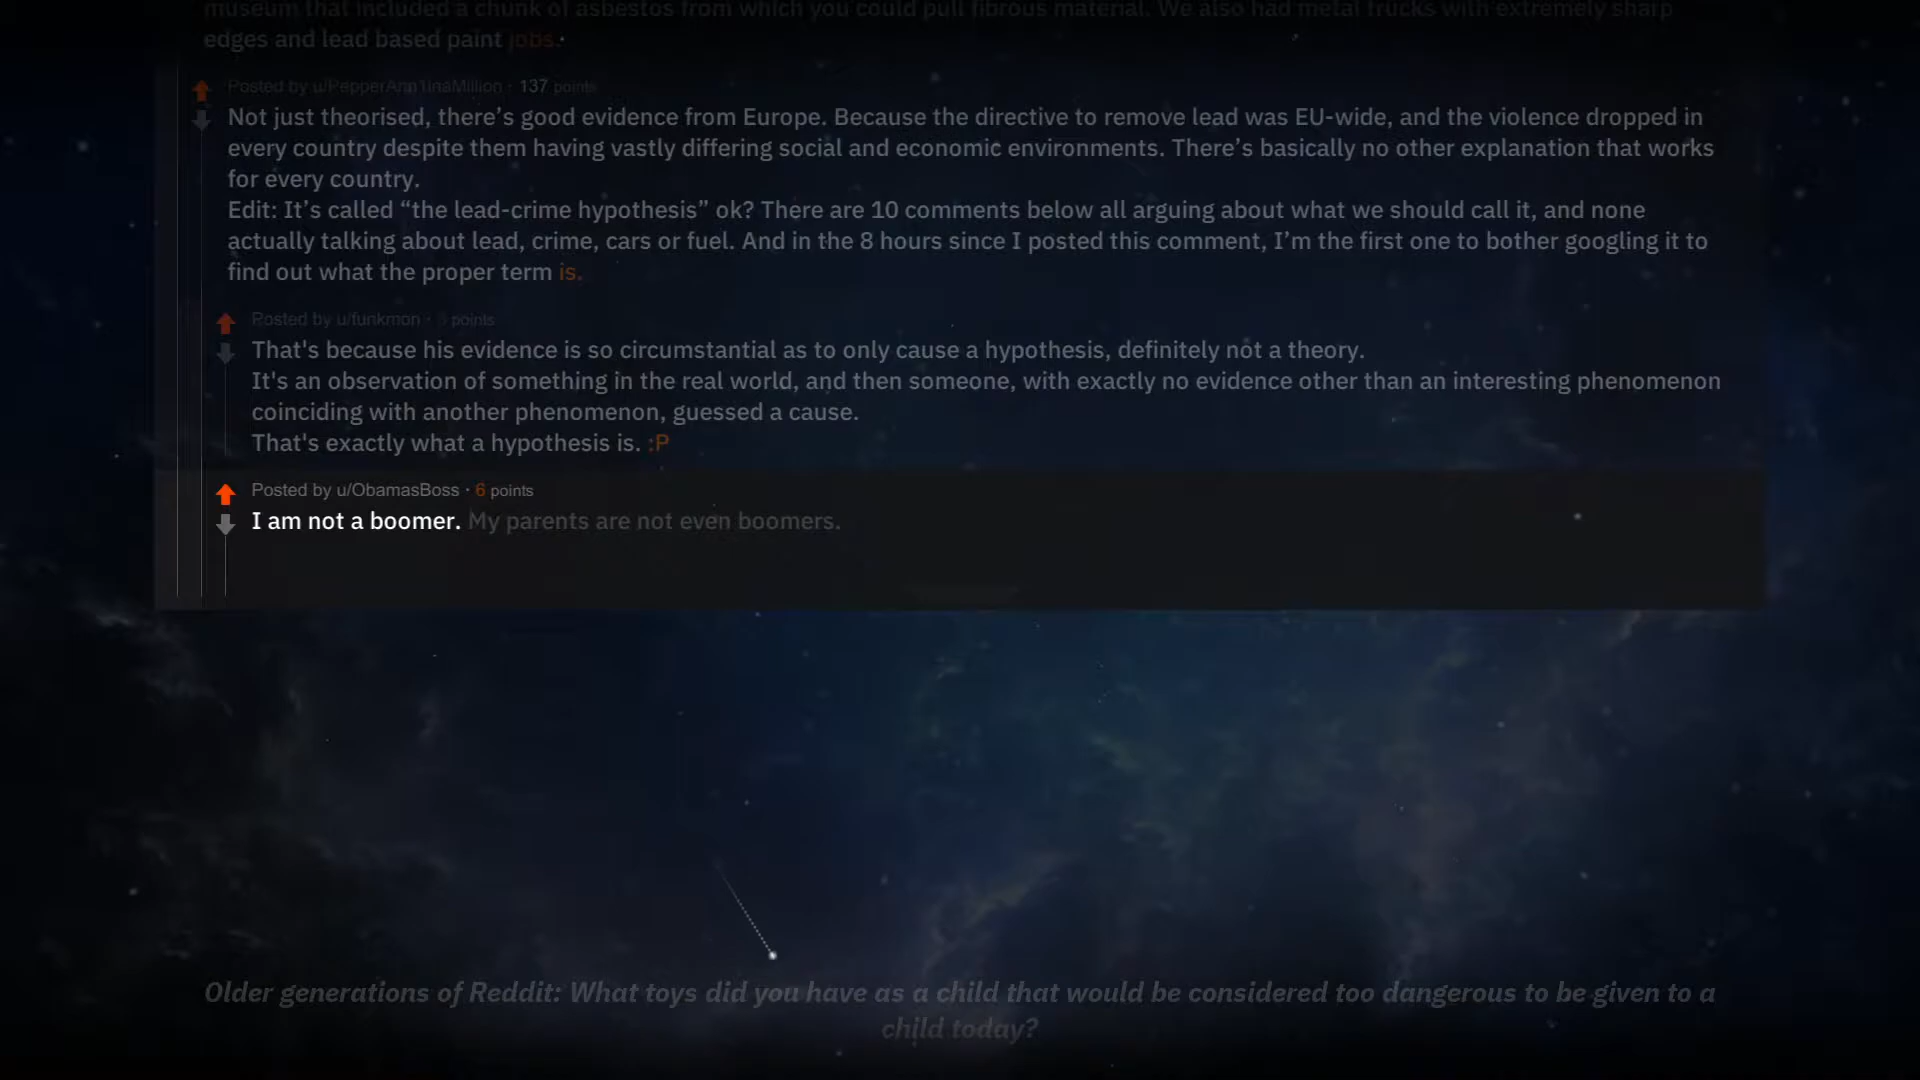 museum that included a chunk of asbestos from which you could pull fibrous material. We also had metal trucks with extremely sharp
edges and lead based paint jobs.
Posted by u/PepperAnn1inaMillion · 137 points
Not just theorised, there’s good evidence from Europe. Because the directive to remove lead was EU-wide, and the violence dropped in
every country despite them having vastly differing social and economic environments. There’s basically no other explanation that works
for every country.
Edit: It’s called “the lead-crime hypothesis” ok? There are 10 comments below all arguing about what we should call it, and none
actually talking about lead, crime, cars or fuel. And in the 8 hours since I posted this comment, I’m the first one to bother googling it to
find out what the proper term is.
Posted by u/funkmon · points
That's because his evidence is so circumstantial as to only cause a hypothesis, definitely not a theory.
It's an observation of something in the real world, and then someone, with exactly no evidence other than an interesting phenomenon
coinciding with another phenomenon, guessed a cause.
That's exactly what a hypothesis is. :P
Posted by u/ObamasBoss · 6 points
I am not a boomer. My parents are not even boomers.
Older generations of Reddit: What toys did you have as a child that would be considered too dangerous to be given to a
child today?